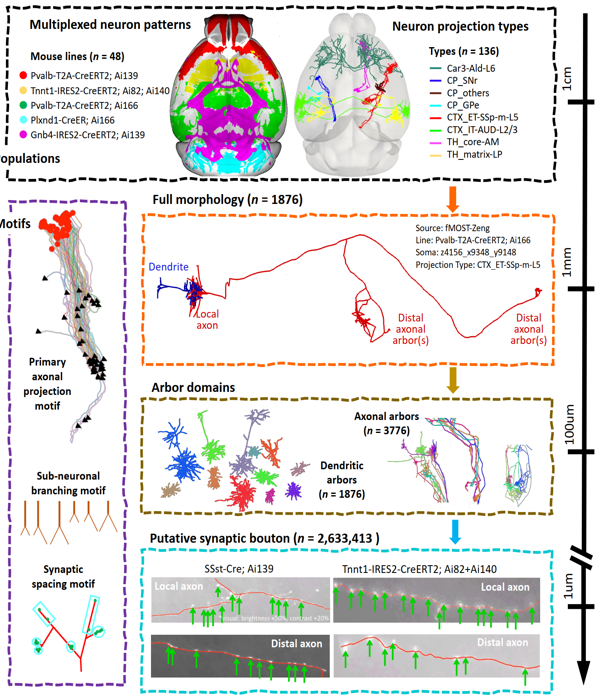 Multiplexed neuron patterns
Mouse lines (n = 48)
Pvalb-T2A-CreERT2; Ai139
Tnnt1-IRES2-CreERT2; Ai82; Ai140
Pvalb-T2A-CreERT2; Ai166
Plxnd1-CreER; Ai166
Gnb4-IRES2-CreERT2; Ai139
opulations
Neuron projection types
Types (n = 136)
Car3-Ald-L6
CP_SNr
CP_others
CP_GPe
CTX_ET-SSp-m-L5
CTX_IT-AUD-L2/3
TH_core-AM
TH_matrix-LP
1cm
Full morphology (n = 1876)
Source: fMOST-Zeng
Line: Pvalb-T2A-CreERT2; Ai166
Soma: z4156_x9348_y9148
Projection Type: CTX_ET-SSp-m-L5
Dendrite
Local
axon
Distal
axonal
arbor(s)
Distal
axonal
arbor(s)
1mm
Motifs
Primary
axonal
projection
motif
Sub-neuronal
branching motif
Synaptic
spacing motif
Arbor domains
Dendritic
arbors
(n = 1876)
Axonal arbors
(n = 3776)
100um
Putative synaptic bouton (n = 2,633,413 )
SSst-Cre; Ai139
Local axon
brightness +50%, contrast +20%
Distal axon
Tnnt1-IRES2-CreERT2; Ai82+Ai140
Local axon
Distal axon
1um